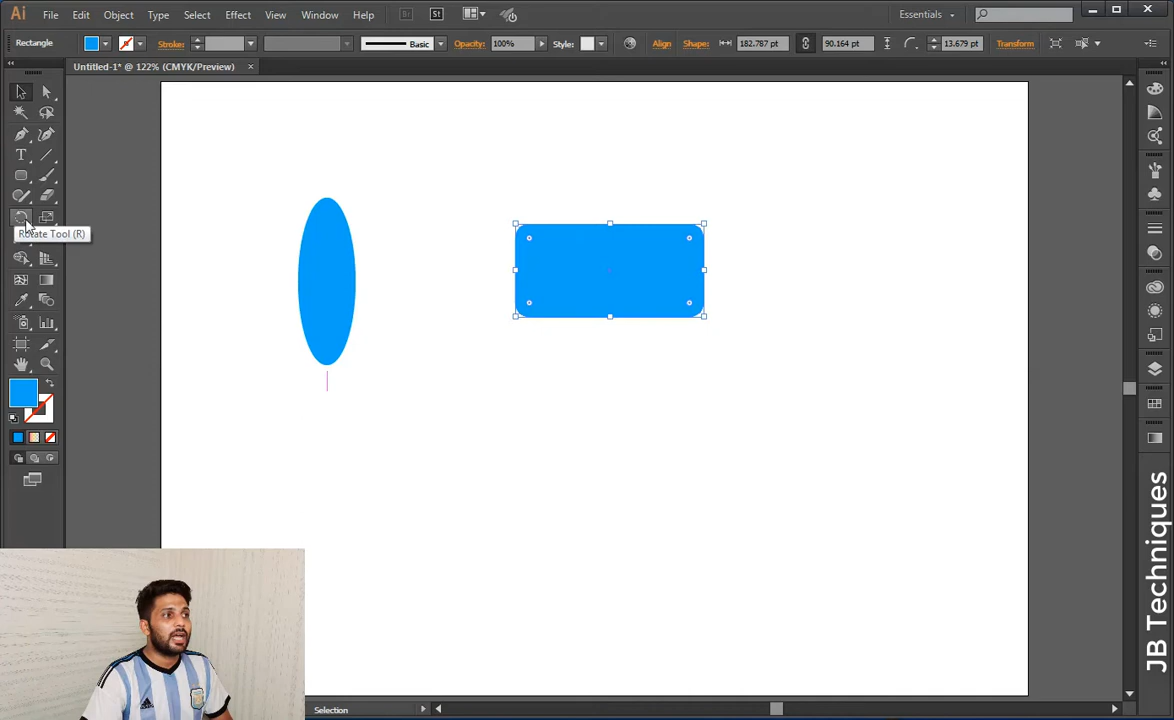 Ai File Edit Object Type Select Effect View Window Help Br St Essentials
Rectangle Stroke: Basic Opacity: 100% Style: Align Shape: 182.787 pt 90.164 pt 13.679 pt Transform
Untitled-1* @ 122% (CMYK/Preview) ×
T
Rotate Tool (R)
JB Techniques
Selection